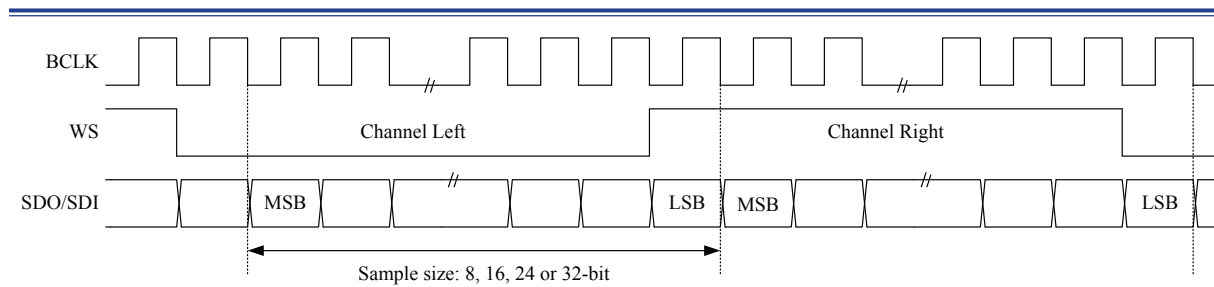 BCLK
//
//
WS
Channel Left
Channel Right
SDO/SDI
MSB
//
LSB
MSB
//
LSB
Sample size: 8, 16, 24 or 32-bit